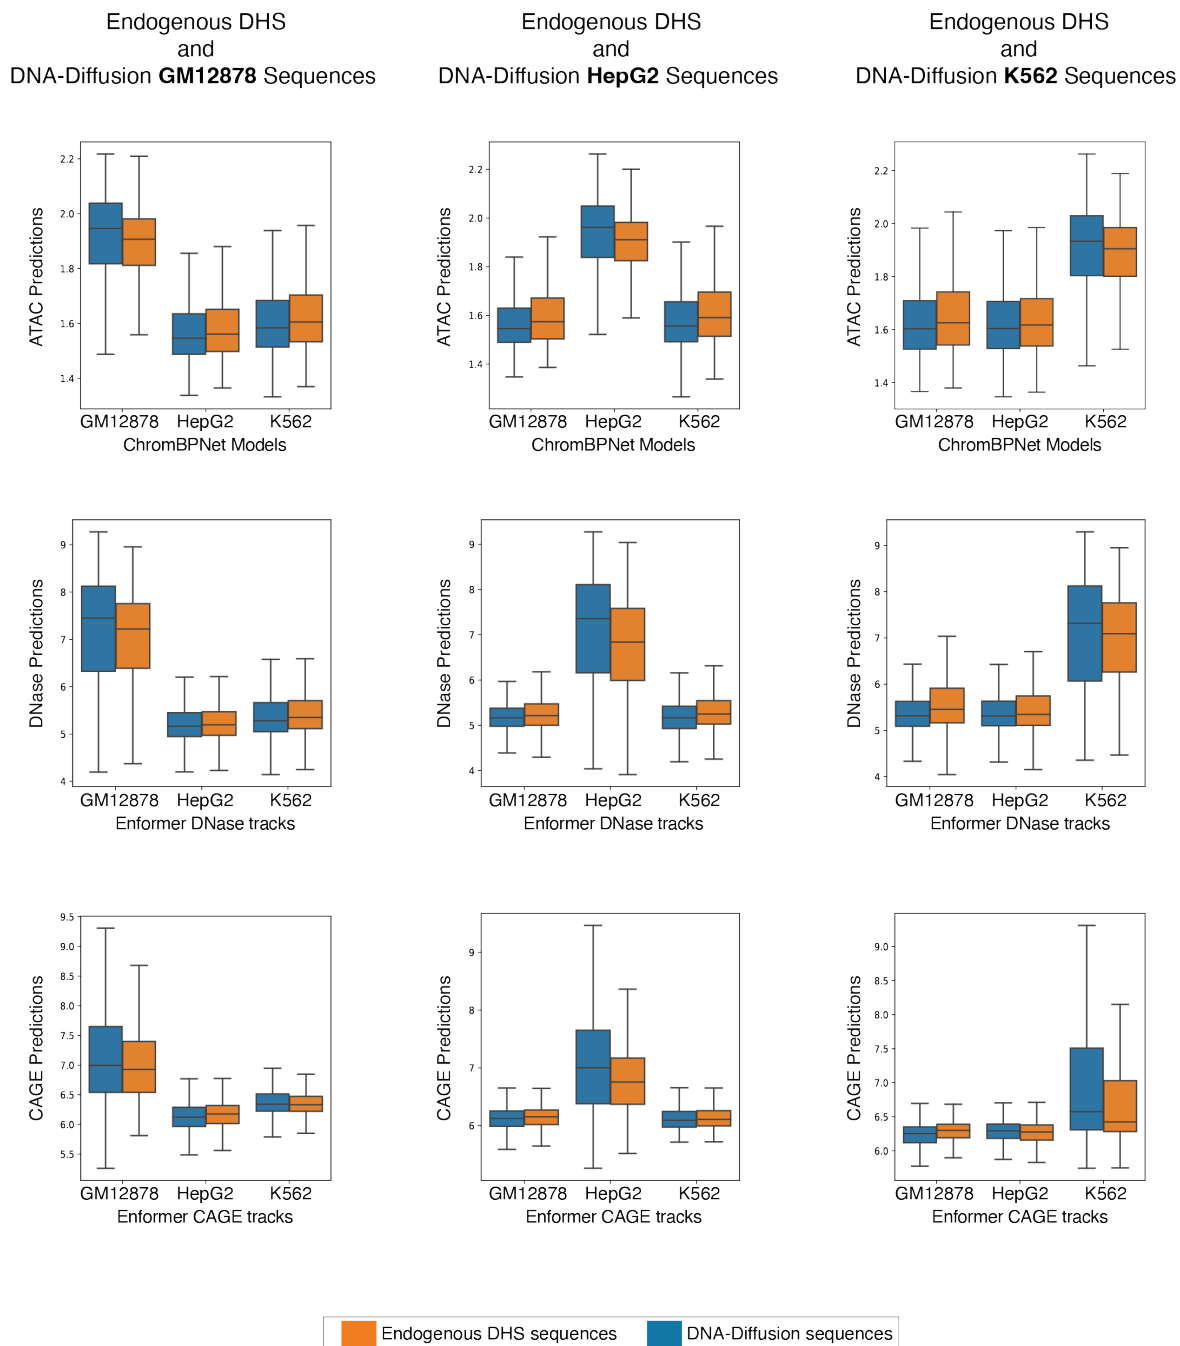 Endogenous DHS
and
DNA-Diffusion GM12878 Sequences
Endogenous DHS
and
DNA-Diffusion HepG2 Sequences
Endogenous DHS
and
DNA-Diffusion K562 Sequences
ATAC Predictions
2.2
2.0
1.8
1.6
1.4
GM12878 HepG2 K562
ChromBPNet Models
ATAC Predictions
2.2
2.0
1.8
1.6
1.4
GM12878 HepG2 K562
ChromBPNet Models
ATAC Predictions
2.2
2.0
1.8
1.6
1.4
GM12878 HepG2 K562
ChromBPNet Models
DNase Predictions
9
8
7
6
5
4
GM12878 HepG2 K562
Enformer DNase tracks
DNase Predictions
9
8
7
6
5
4
GM12878 HepG2 K562
Enformer DNase tracks
DNase Predictions
9
8
7
6
5
4
GM12878 HepG2 K562
Enformer DNase tracks
CAGE Predictions
9.5
9.0
8.5
8.0
7.5
7.0
6.5
6.0
5.5
GM12878 HepG2 K562
Enformer CAGE tracks
CAGE Predictions
9
8
7
6
GM12878 HepG2 K562
Enformer CAGE tracks
CAGE Predictions
9.0
8.5
8.0
7.5
7.0
6.5
6.0
GM12878 HepG2 K562
Enformer CAGE tracks
Endogenous DHS sequences
DNA-Diffusion sequences